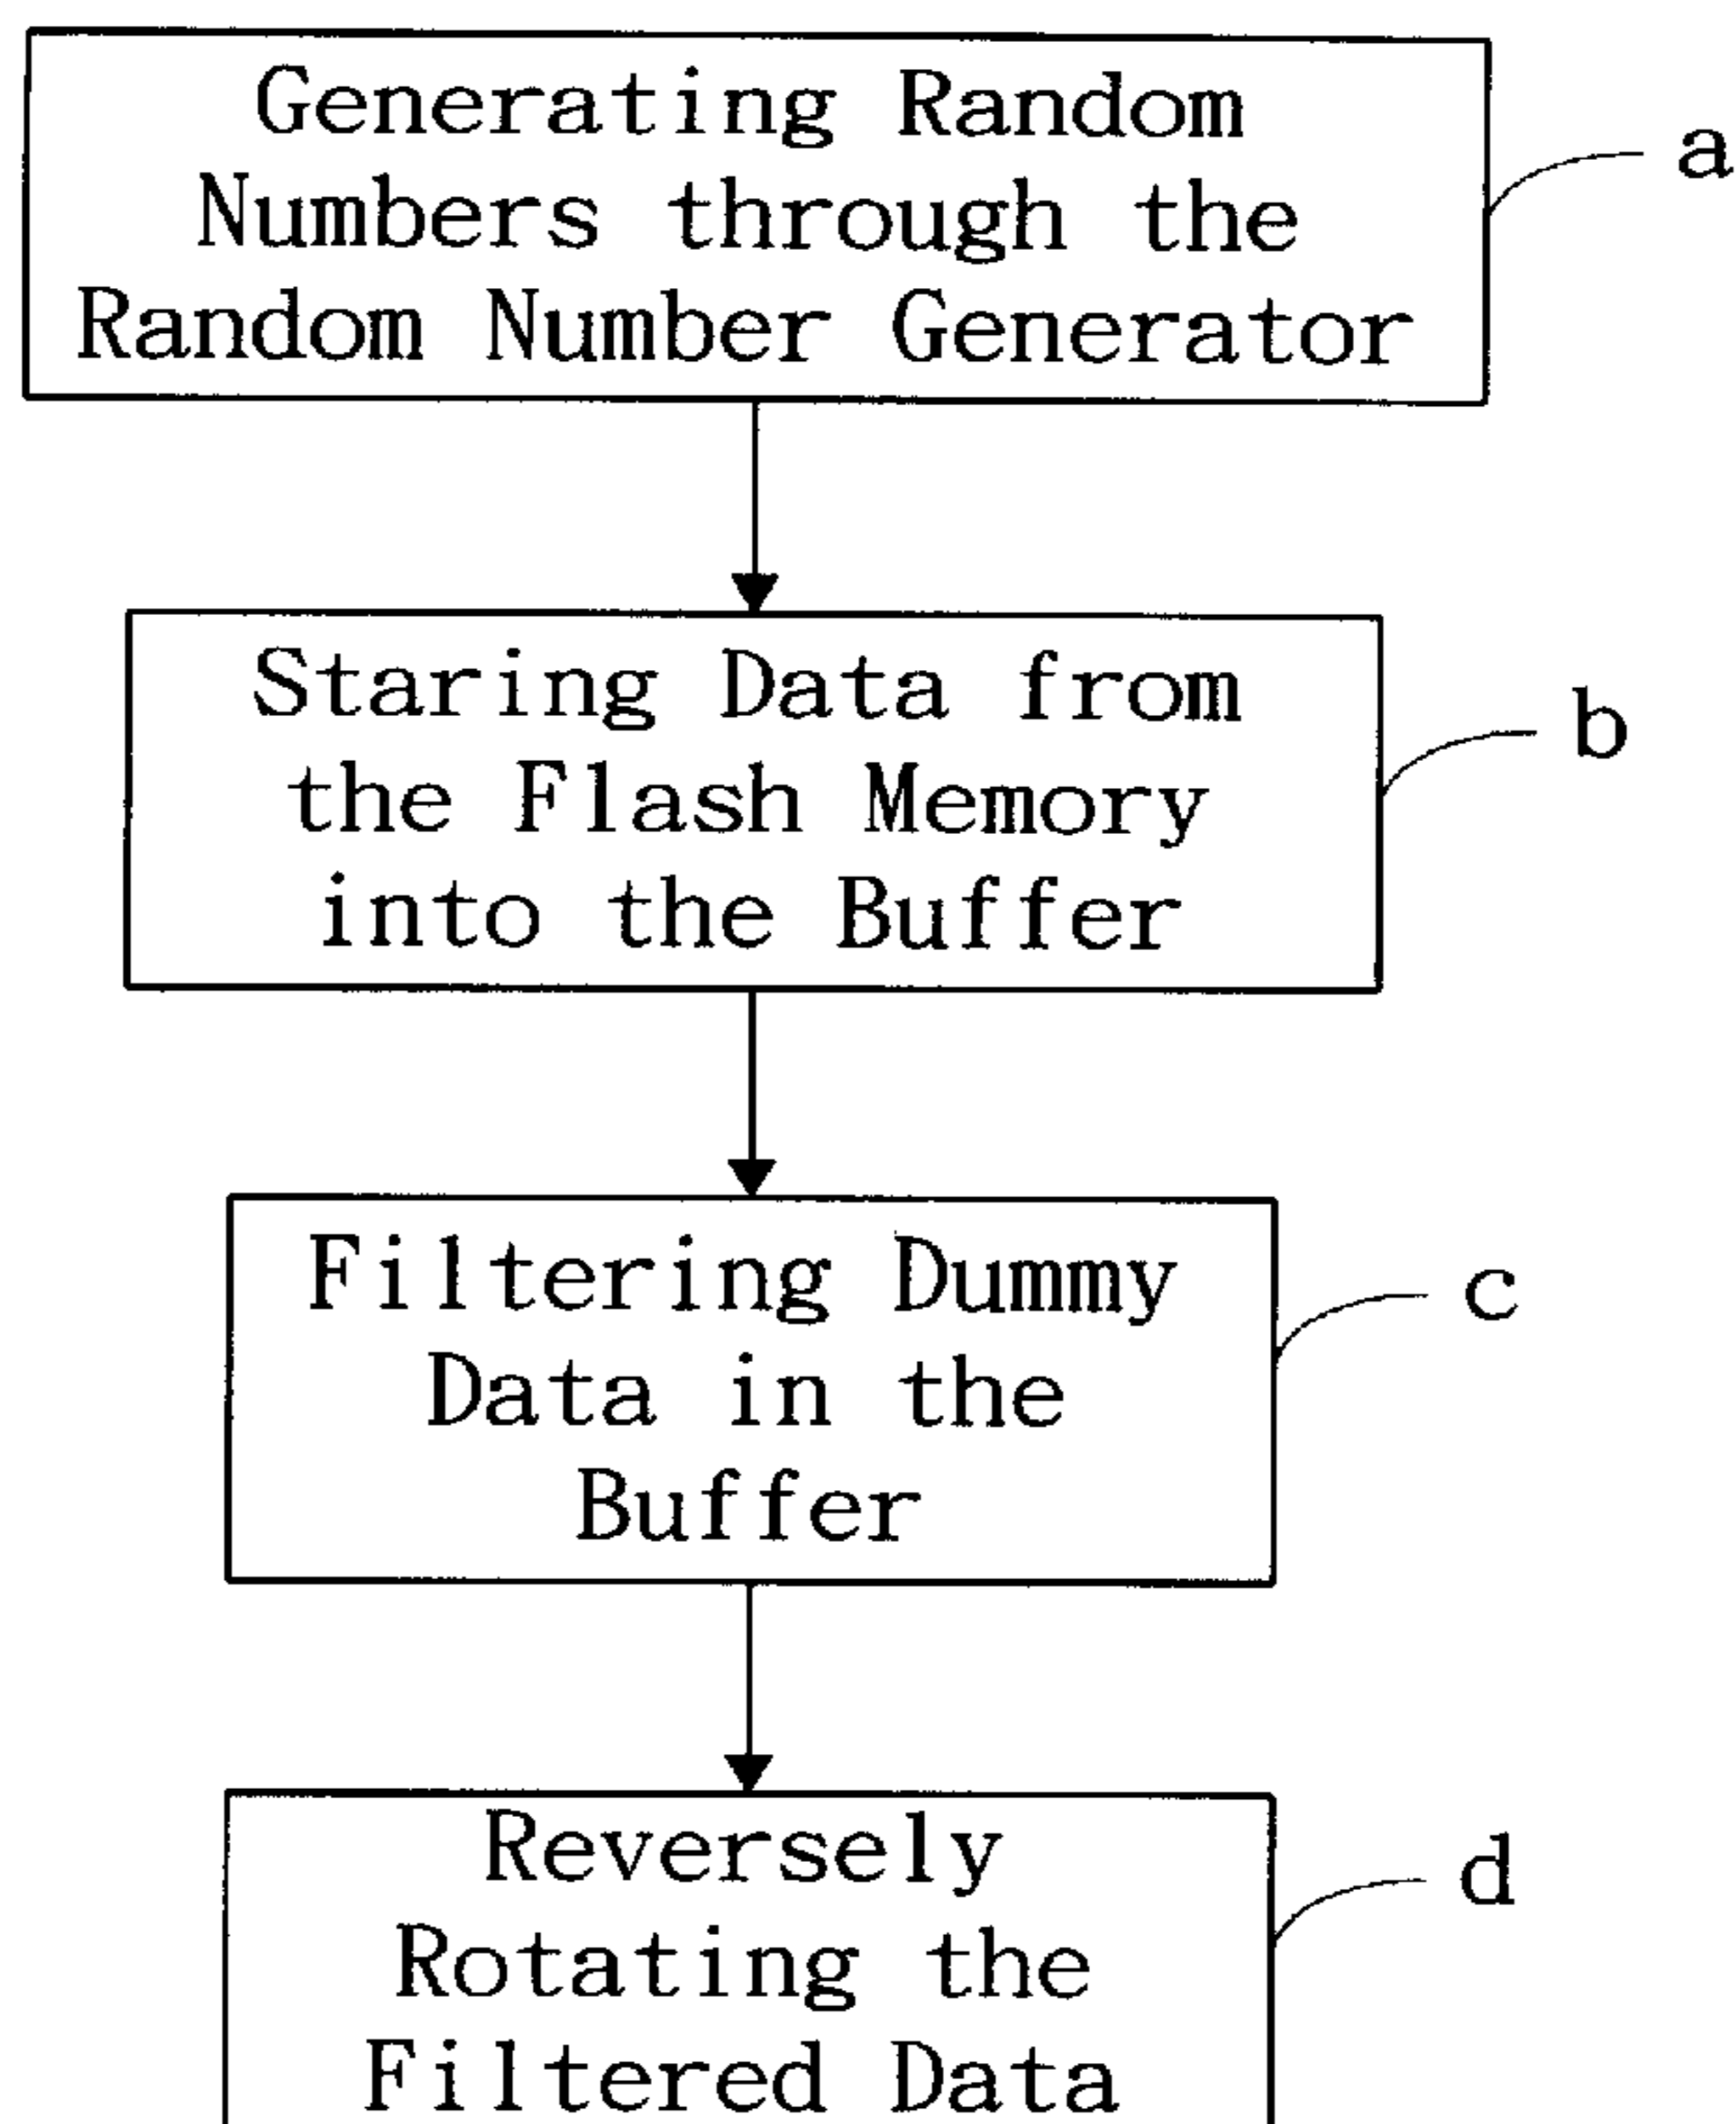 Generating Random
Numbers through the
Random Number Generator
a
Staring Data from
the Flash Memory
into the Buffer
b
Filtering Dummy
Data in the
Buffer
c
Reversely
Rotating the
Filtered Data
d